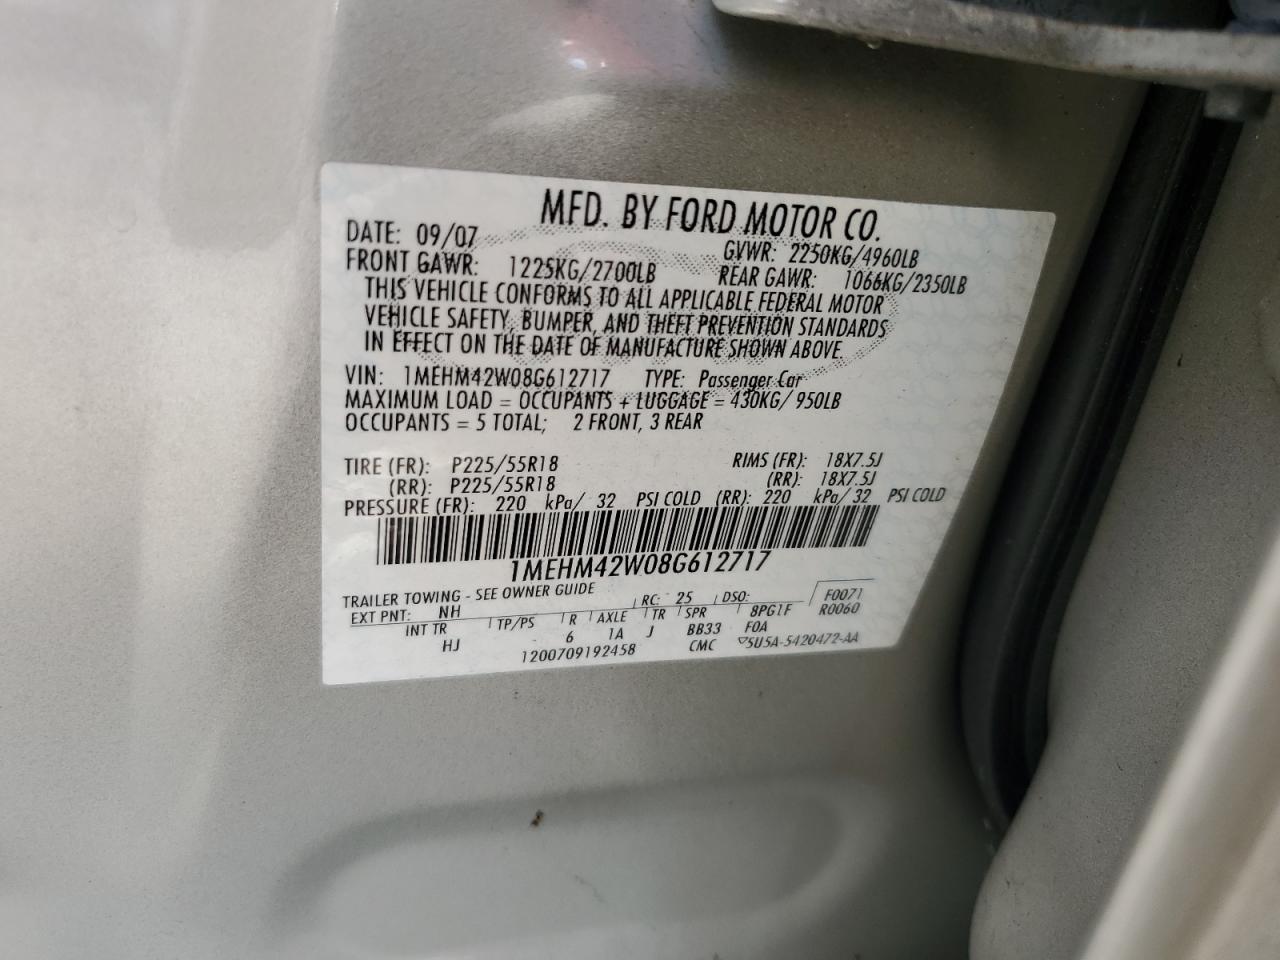 MFD. BY FORD MOTOR CO.
DATE: 09/07 GVWR: 2250KG/4960LB
FRONT GAWR: 1225KG/2700LB REAR GAWR: 1066KG/2350LB
THIS VEHICLE CONFORMS TO ALL APPLICABLE FEDERAL MOTOR
VEHICLE SAFETY, BUMPER, AND THEFT PREVENTION STANDARDS
IN EFFECT ON THE DATE OF MANUFACTURE SHOWN ABOVE.
VIN: 1MEHM42W08G612717 TYPE: Passenger Car
MAXIMUM LOAD = OCCUPANTS + LUGGAGE = 430KG/ 950LB
OCCUPANTS = 5 TOTAL; 2 FRONT, 3 REAR
TIRE (FR): P225/55R18 RIMS (FR): 18X7.5J
(RR): P225/55R18 (RR): 18X7.5J
PRESSURE (FR): 220 kPa/ 32 PSI COLD (RR): 220 kPa/ 32 PSI COLD
1MEHM42W08G612717
TRAILER TOWING - SEE OWNER GUIDE
EXT PNT: NH RC: 25 DSO: F0071
INT TR TP/PS R AXLE TR SPR 8PG1F R0060
HJ - 6 1A J BB33 FOA
1200709192458 CMC 5U5A-5420472-AA